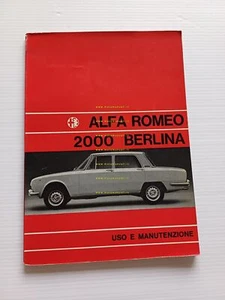 ALFA ROMEO
2000 BERLINA
USO E MANUTENZIONE